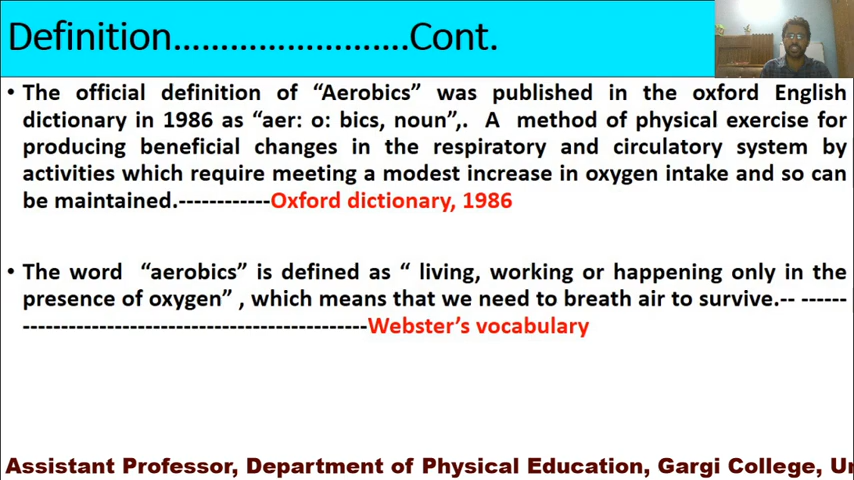 Definition…………………….Cont.
• The official definition of “Aerobics” was published in the oxford English
dictionary in 1986 as “aer: o: bics, noun”,. A method of physical exercise for
producing beneficial changes in the respiratory and circulatory system by
activities which require meeting a modest increase in oxygen intake and so can
be maintained.------------Oxford dictionary, 1986
• The word “aerobics” is defined as “ living, working or happening only in the
presence of oxygen” , which means that we need to breath air to survive.-- ------
---------------------------------------------Webster’s vocabulary
Assistant Professor, Department of Physical Education, Gargi College, Un